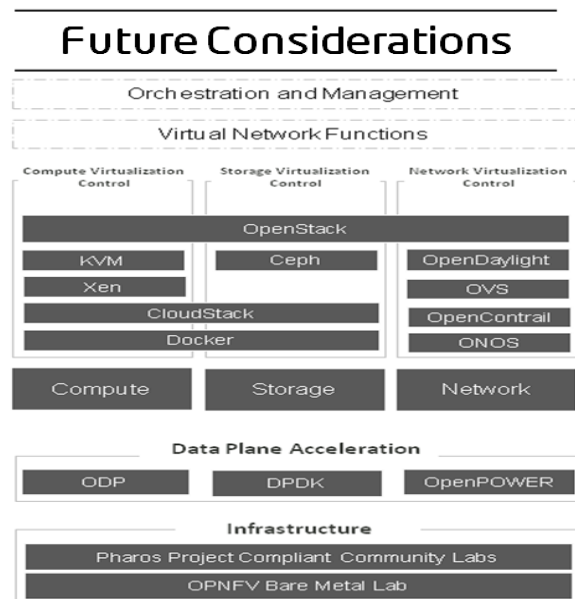 Future Considerations
Orchestration and Management
Virtual Network Functions
Compute Virtualization
Control
Storage Virtualization
Control
Network Virtualization
Control
OpenStack
KVM
Ceph
OpenDaylight
Xen
OVS
CloudStack
OpenContrail
Docker
ONOS
Compute
Storage
Network
Data Plane Acceleration
ODP
DPDK
OpenPOWER
Infrastructure
Pharos Project Compliant Community Labs
OPNFV Bare Metal Lab